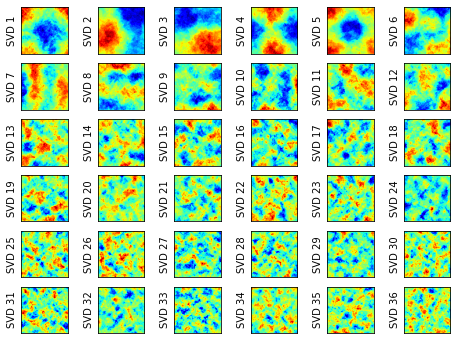 SVD 1
SVD 2
SVD 3
SVD 4
SVD 5
SVD 6
SVD 7
SVD 8
SVD 9
SVD 10
SVD 11
SVD 12
SVD 13
SVD 14
SVD 15
SVD 16
SVD 17
SVD 18
SVD 19
SVD 20
SVD 21
SVD 22
SVD 23
SVD 24
SVD 25
SVD 26
SVD 27
SVD 28
SVD 29
SVD 30
SVD 31
SVD 32
SVD 33
SVD 34
SVD 35
SVD 36